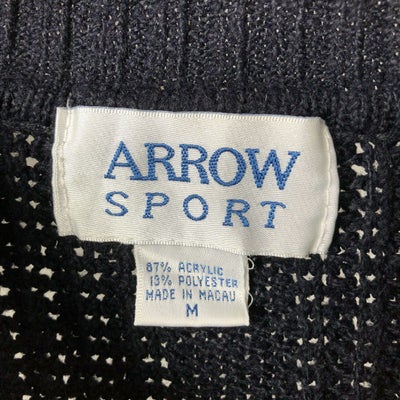 ARROW
SPORT
87% ACRYLIC
13% POLYESTER
MADE IN MACAU
M